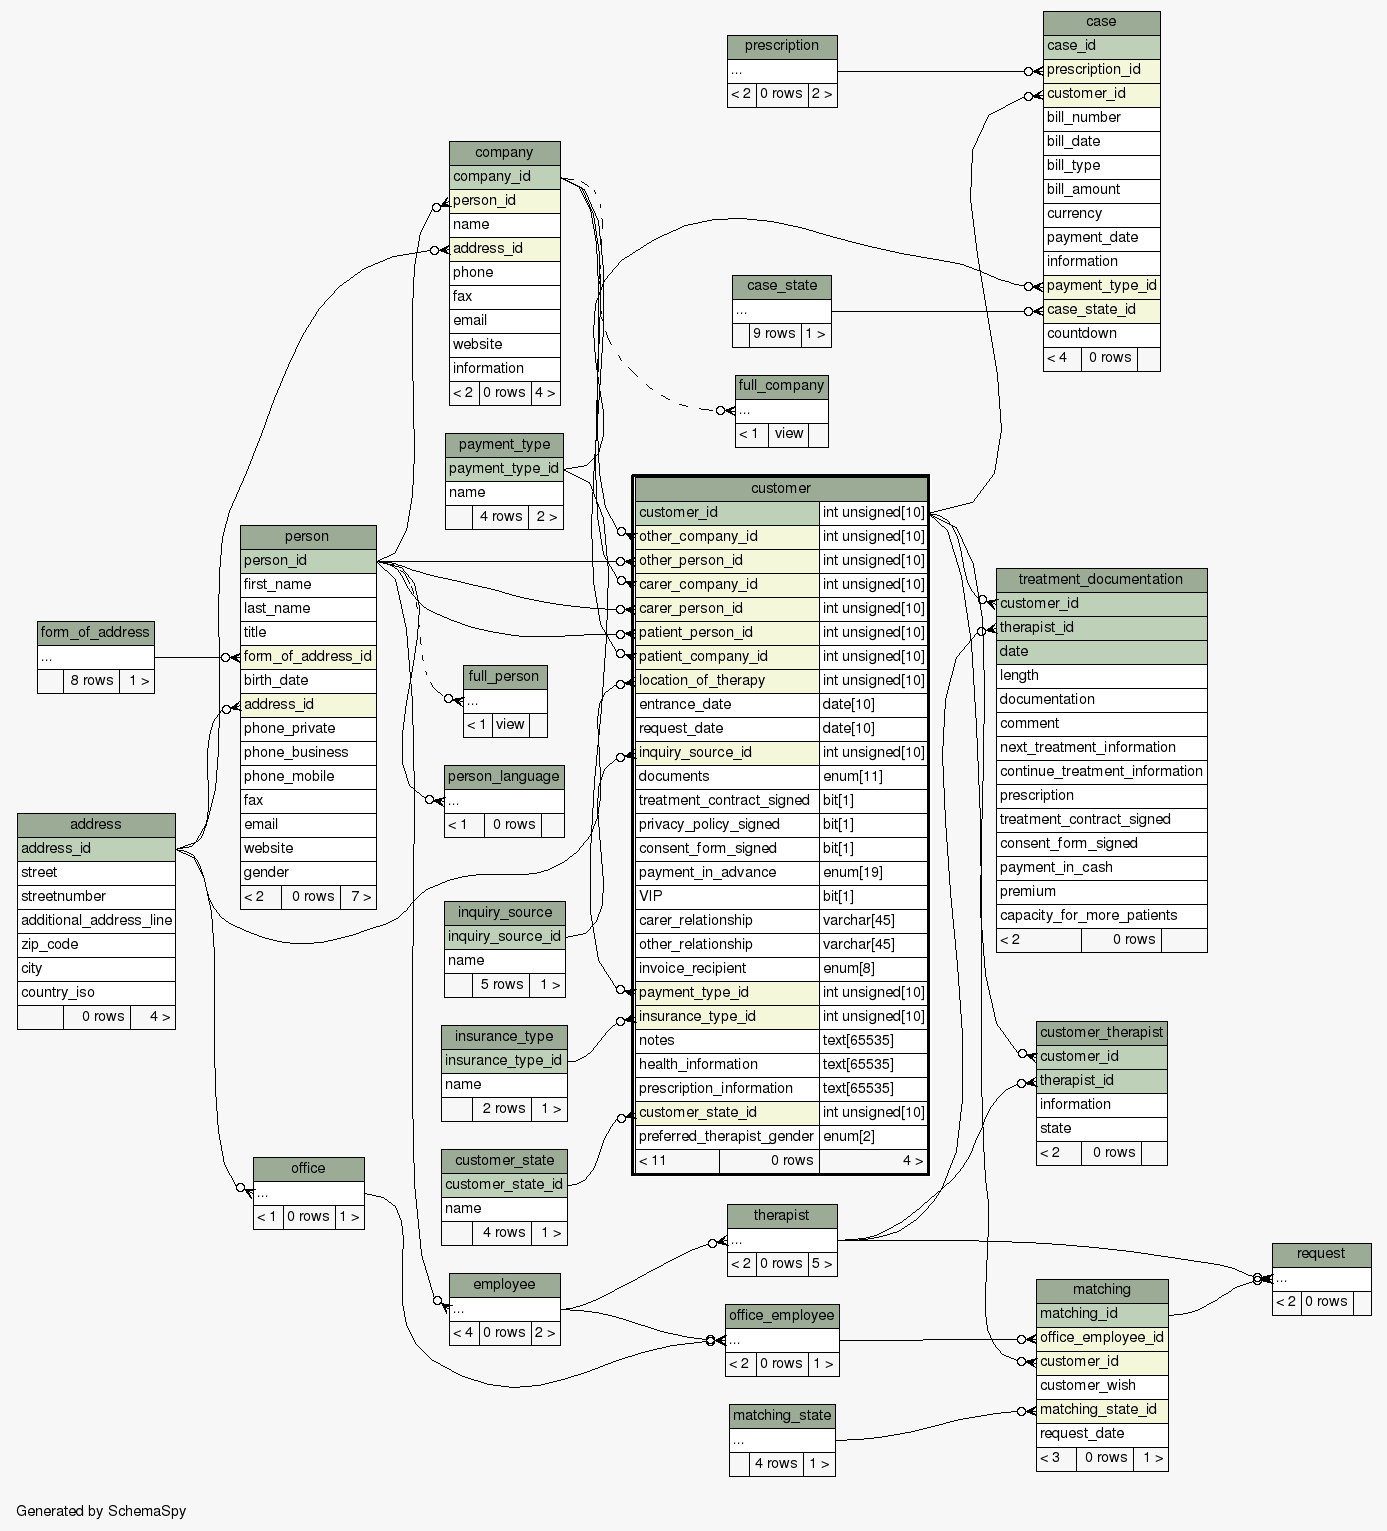 case
case_id
prescription_id
customer_id
bill_number
bill_date
bill_type
bill_amount
currency
payment_date
information
payment_type_id
case_state_id
countdown
< 4 0 rows
prescription
...
< 2 0 rows 2 >
company
company_id
person_id
name
address_id
phone
fax
email
website
information
< 2 0 rows 4 >
case_state
...
9 rows 1 >
full_company
...
< 1 view
payment_type
payment_type_id
name
4 rows 2 >
customer
customer_id int unsigned[10]
other_company_id int unsigned[10]
other_person_id int unsigned[10]
carer_company_id int unsigned[10]
carer_person_id int unsigned[10]
patient_person_id int unsigned[10]
patient_company_id int unsigned[10]
location_of_therapy int unsigned[10]
entrance_date date[10]
request_date date[10]
inquiry_source_id int unsigned[10]
documents enum[11]
treatment_contract_signed bit[1]
privacy_policy_signed bit[1]
consent_form_signed bit[1]
payment_in_advance enum[19]
VIP bit[1]
carer_relationship varchar[45]
other_relationship varchar[45]
invoice_recipient enum[8]
payment_type_id int unsigned[10]
insurance_type_id int unsigned[10]
notes text[65535]
health_information text[65535]
prescription_information text[65535]
customer_state_id int unsigned[10]
preferred_therapist_gender enum[2]
< 11 0 rows 4 >
person
person_id
first_name
last_name
title
form_of_address_id
birth_date
address_id
phone_private
phone_business
phone_mobile
fax
email
website
gender
< 2 0 rows 7 >
form_of_address
...
8 rows 1 >
full_person
...
< 1 view
person_language
...
< 1 0 rows
treatment_documentation
customer_id
therapist_id
date
length
documentation
comment
next_treatment_information
continue_treatment_information
prescription
treatment_contract_signed
consent_form_signed
payment_in_cash
premium
capacity_for_more_patients
< 2 0 rows
address
address_id
street
streetnumber
additional_address_line
zip_code
city
country_iso
0 rows 4 >
inquiry_source
inquiry_source_id
name
5 rows 1 >
insurance_type
insurance_type_id
name
2 rows 1 >
customer_state
customer_state_id
name
4 rows 1 >
customer_therapist
customer_id
therapist_id
information
state
< 2 0 rows
office
...
< 1 0 rows 1 >
therapist
...
< 2 0 rows 5 >
employee
...
< 4 0 rows 2 >
office_employee
...
< 2 0 rows 1 >
request
...
< 2 0 rows
matching
matching_id
office_employee_id
customer_id
customer_wish
matching_state_id
request_date
< 3 0 rows 1 >
matching_state
...
4 rows 1 >
Generated by SchemaSpy